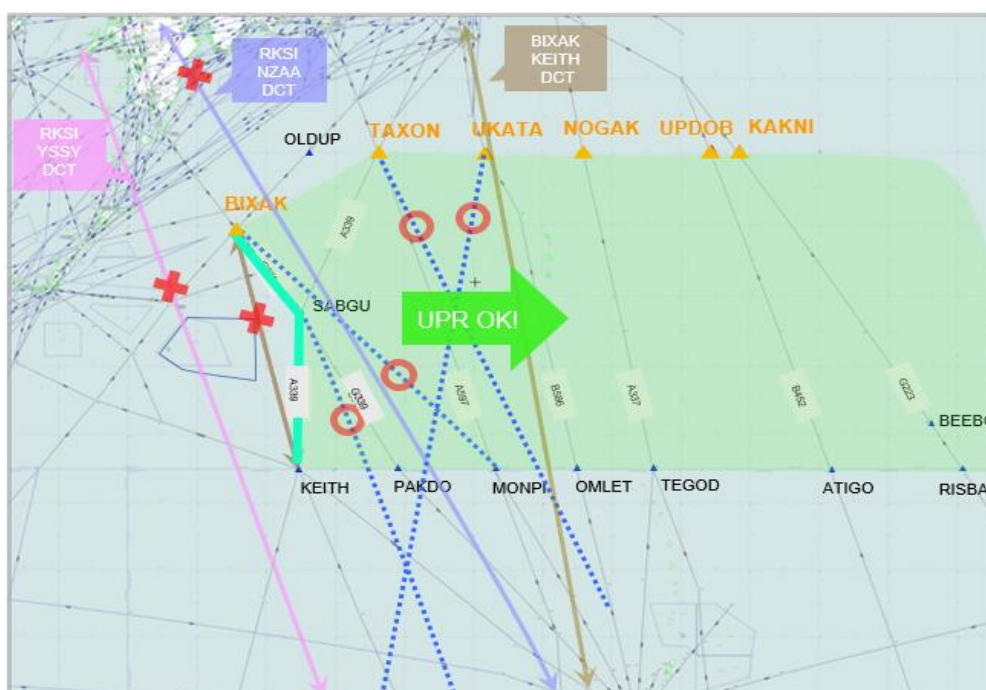 RKSI
NZAA
DCT
BIXAK
KEITH
DCT
RKSI
YSSY
DCT
OLDUP
TAXON
UKATA
NOGAK
UPDOB
KAKNI
BIXAK
A339
SABGU
UPR OK!
A339
G339
A597
B586
A337
B452
G223
BEEBO
KEITH
PAKDO
MONPI
OMLET
TEGOD
ATIGO
RISBA